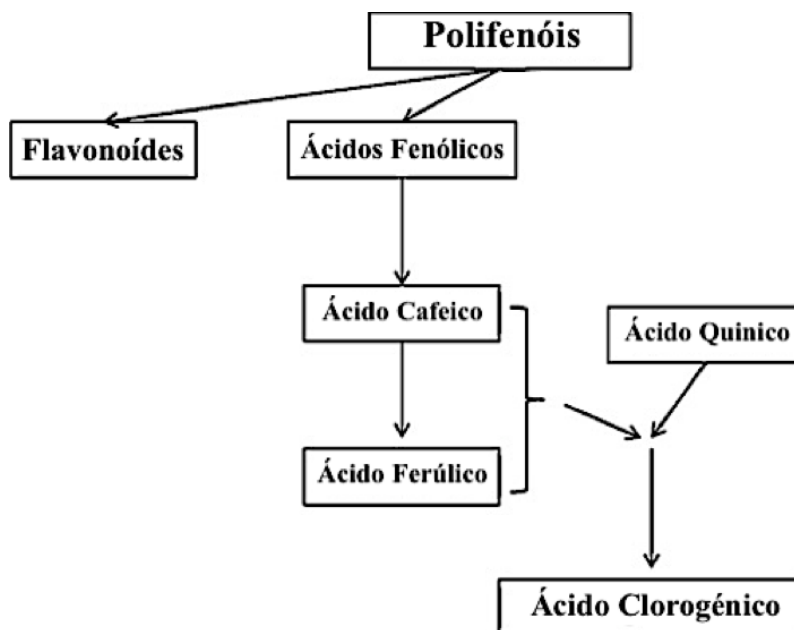 Polifenóis
Flavonoídes
Ácidos Fenólicos
Ácido Cafeico
Ácido Quinico
Ácido Ferúlico
Ácido Clorogénico